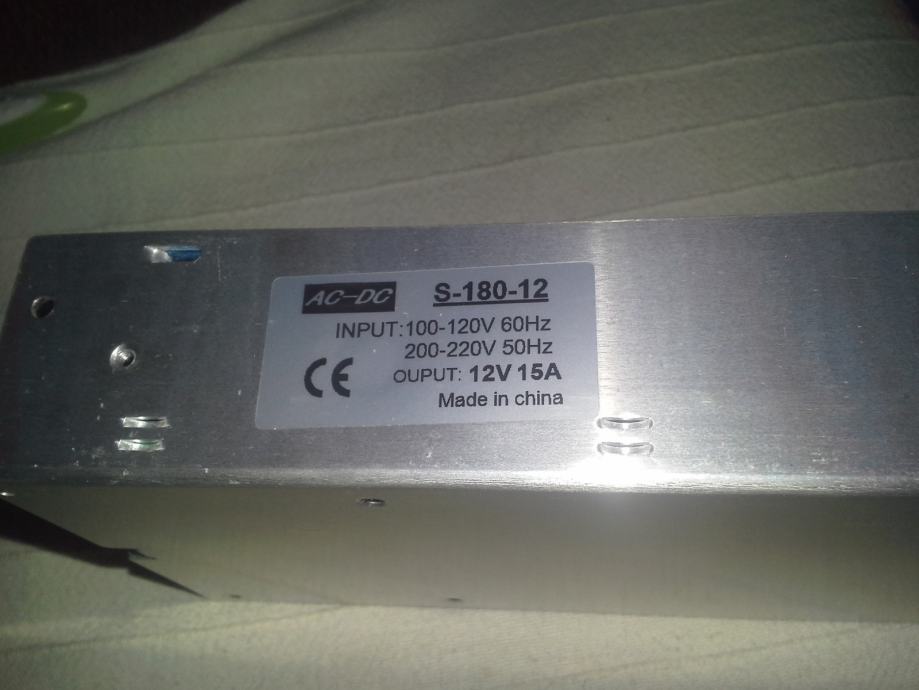 AC-DC S-180-12
INPUT:100-120V 60Hz
200-220V 50Hz
CE OUPUT: 12V 15A
Made in china